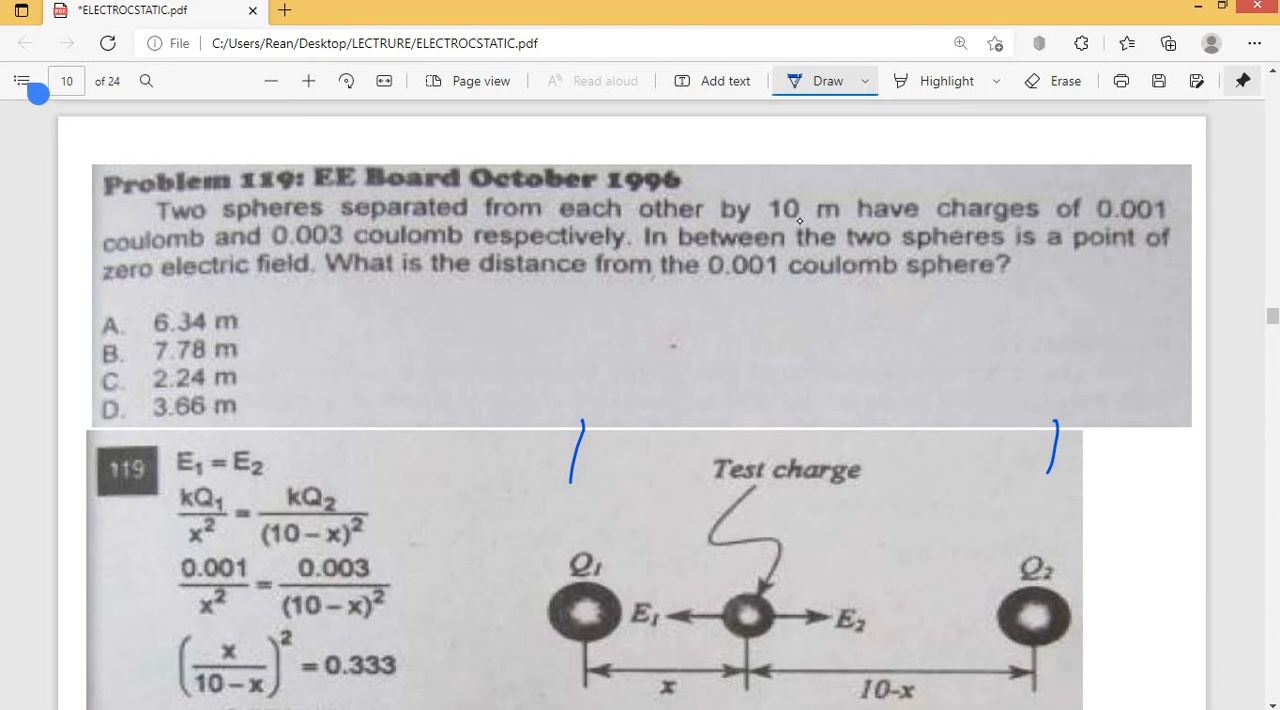 *ELECTROCSTATIC.pdf
File
C:/Users/Rean/Desktop/LECTRURE/ELECTROCSTATIC.pdf
10 of 24
Page view
Read aloud
Add text
Draw
Highlight
Erase
Problem 119: EE Board October 1996
Two spheres separated from each other by 10 m have charges of 0.001
coulomb and 0.003 coulomb respectively. In between the two spheres is a point of
zero electric field. What is the distance from the 0.001 coulomb sphere?
A. 6.34 m
B. 7.78 m
C. 2.24 m
D. 3.66 m
119
E₁ = E₂
kQ₁/x² = kQ₂/(10 – x)²
0.001/x² = 0.003/(10 – x)²
(x/(10 – x))² = 0.333
Test charge
Q₁
Q₂
E₁
E₂
x
10-x